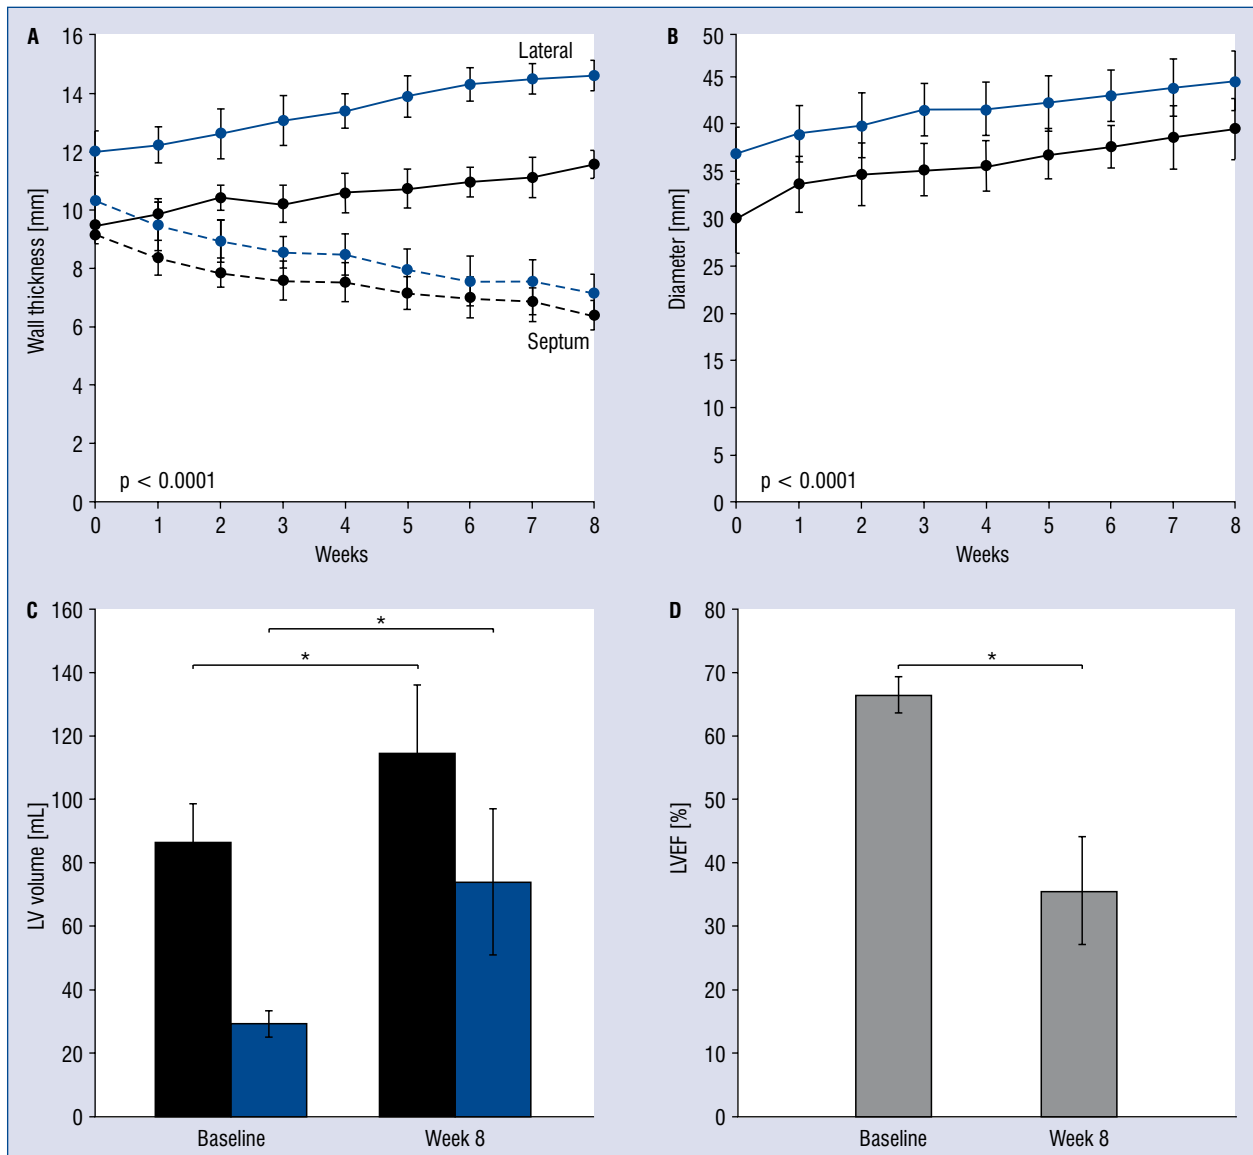 A
Wall thickness [mm]
16
14
12
10
8
6
4
2
0
Lateral
Septum
p < 0.0001
0 1 2 3 4 5 6 7 8
Weeks
B
Diameter [mm]
50
45
40
35
30
25
20
15
10
5
0
p < 0.0001
0 1 2 3 4 5 6 7 8
Weeks
C
LV volume [mL]
160
140
120
100
80
60
40
20
0
*
*
Baseline Week 8
D
LVEF [%]
80
70
60
50
40
30
20
10
0
*
Baseline Week 8